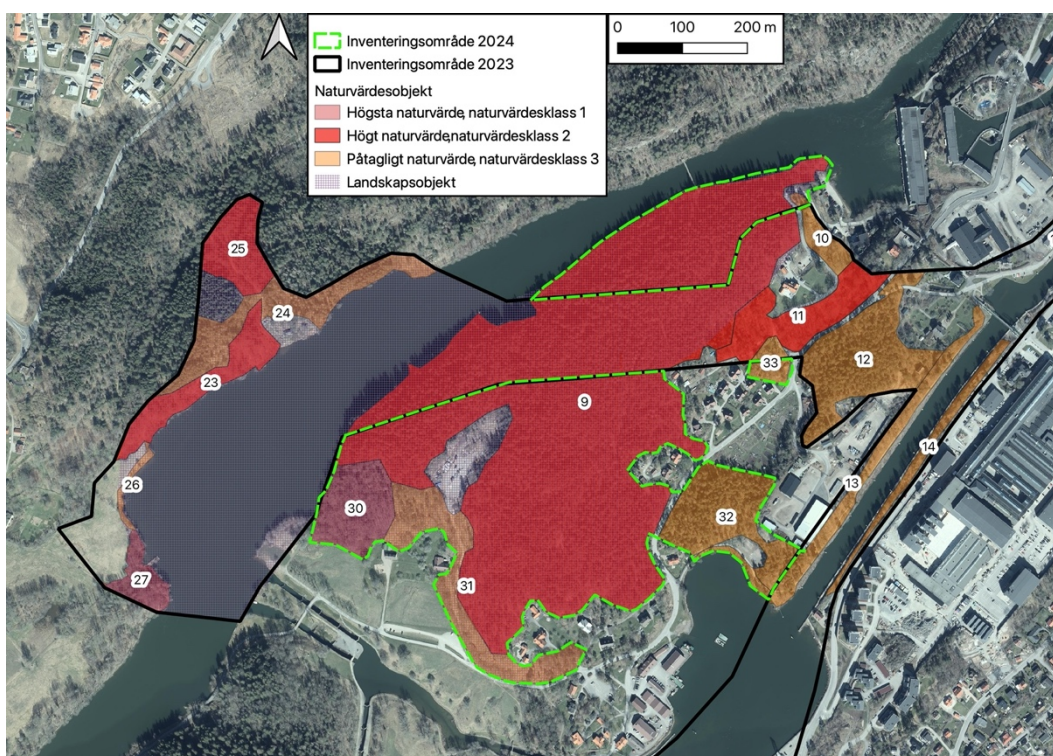 Inventeringsområde 2024
Inventeringsområde 2023
Naturvärdesobjekt
Högsta naturvärde, naturvärdesklass 1
Högt naturvärde,naturvärdesklass 2
Påtagligt naturvärde, naturvärdesklass 3
Landskapsobjekt
0 100 200 m
25
10
24
11
23
33
12
9
14
26
13
30
32
27
31